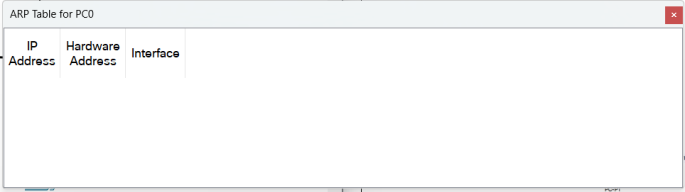 ARP Table for PC0
IP Address
Hardware Address
Interface